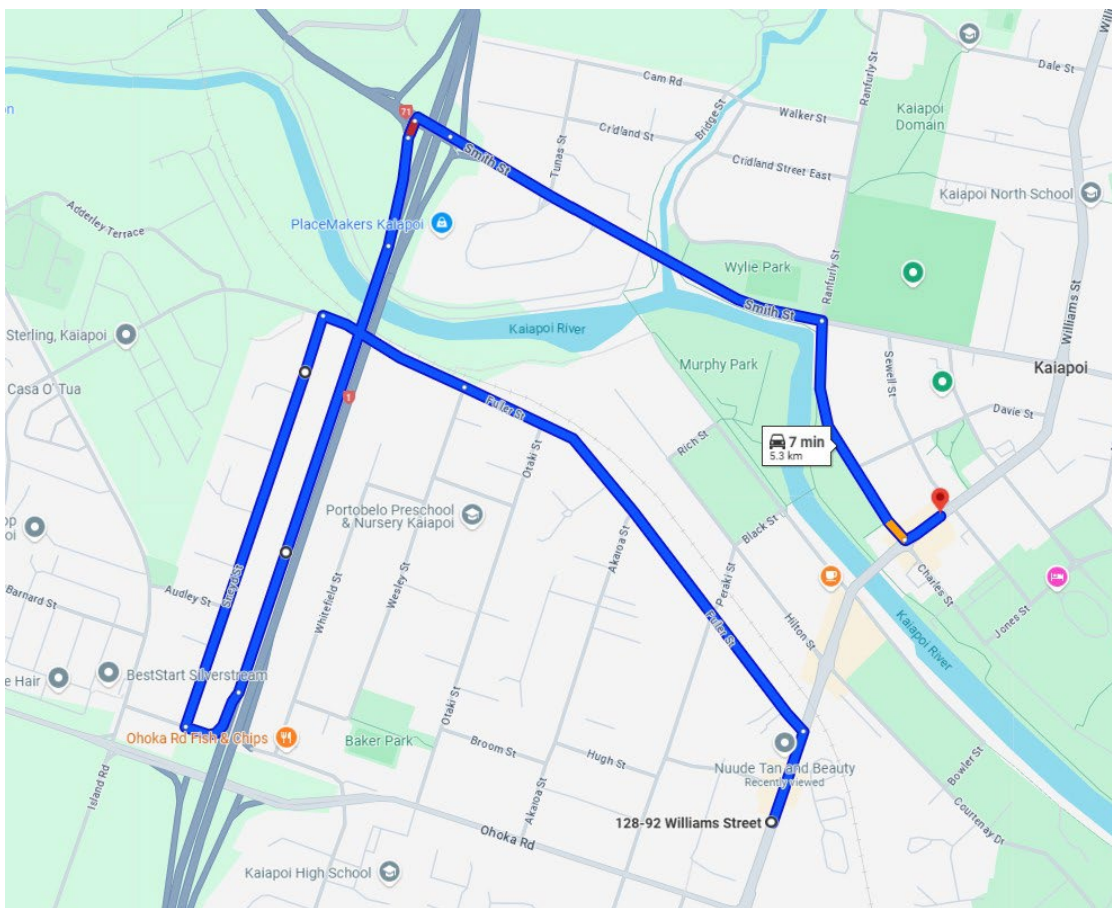 71
Cam Rd
Dale St
Ranfurly St
Kaiapoi
Domain
Walker St
Bridge St
Cridland St
Tunas St
Smith St
Cridland Street East
Kaiapoi North School
PlaceMakers Kaiapoi
Adderley Terrace
Wylie Park
Ranfurly St
Williams St
Smith St
Sterling, Kaiapoi
Kaiapoi River
Murphy Park
Sewell St
Kaiapoi
Casa O' Tua
1
Fuller St
Davie St
Rich St
7 min
5.3 km
Otaki St
Portobelo Preschool
& Nursery Kaiapoi
Black St
Akaroa St
Peraki St
Charles St
Jones St
Audley St
Barnard St
Whitefield St
Wesley St
Fuller St
Hilton St
Kaiapoi River
BestStart Silverstream
e Hair
Ohoka Rd Fish & Chips
Baker Park
Otaki St
Broom St
Hugh St
Nuude Tan and Beauty
Recently viewed
Bowler St
Island Rd
Akaroa St
128-92 Williams Street
Courtenay Dr
Ohoka Rd
Kaiapoi High School